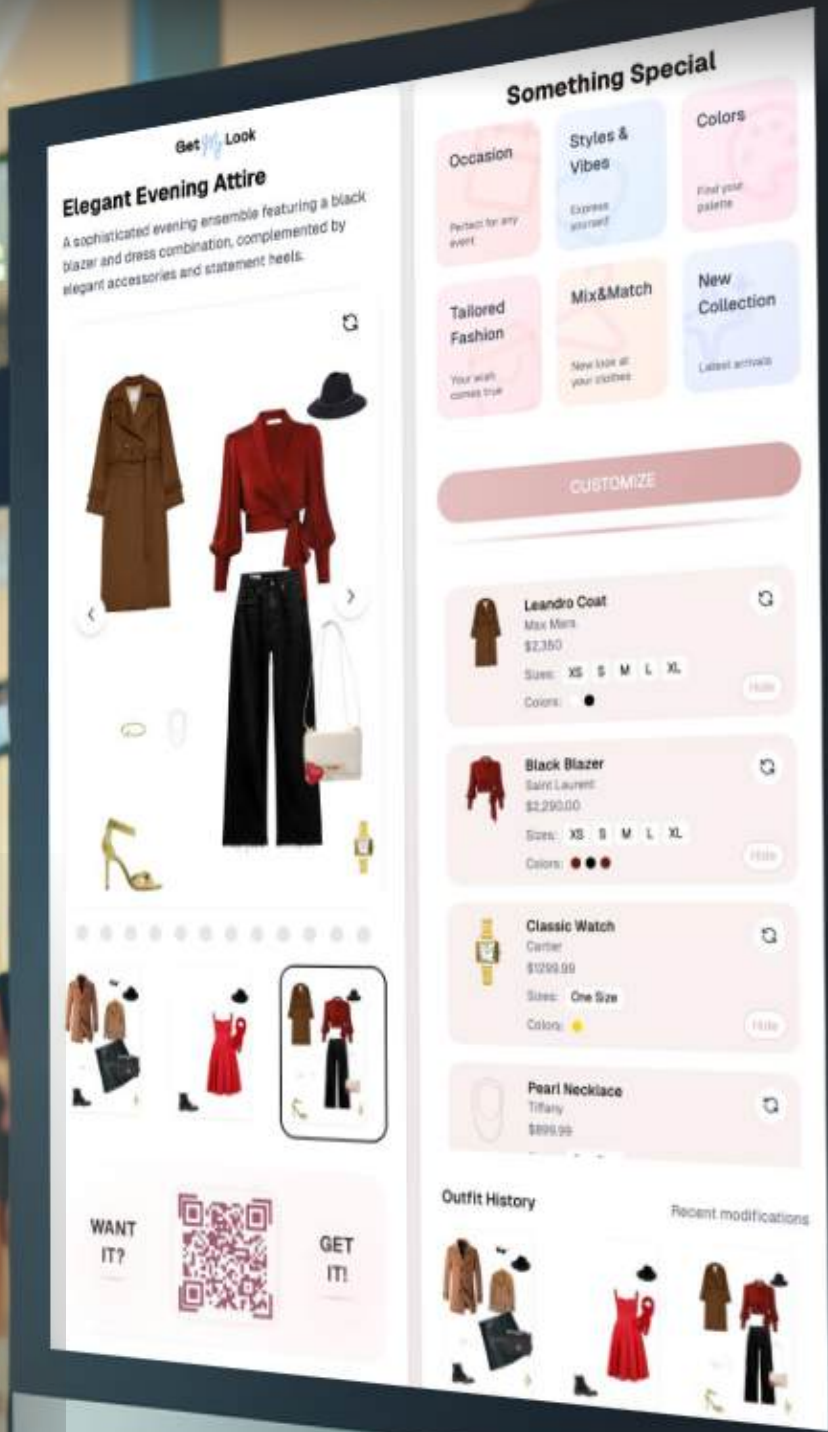 Get My Look
Elegant Evening Attire
A sophisticated evening ensemble featuring a black
blazer and dress combination, complemented by
elegant accessories and statement heels.
WANT
IT?
GET
IT!
Something Special
Occasion
Perfect for any
event
Styles &
Vibes
Express
yourself
Colors
Find your
palette
Tailored
Fashion
Your wish
comes true
Mix&Match
New look at
your clothes
New
Collection
Latest arrivals
CUSTOMIZE
Leandro Coat
Max Mara
$2,350
Sizes: XS S M L XL
Colors:
Hide
Black Blazer
Saint Laurent
$2,290.00
Sizes: XS S M L XL
Colors:
Hide
Classic Watch
Cartier
$1299.99
Sizes: One Size
Colors:
Hide
Pearl Necklace
Tiffany
$899.99
Outfit History
Recent modifications